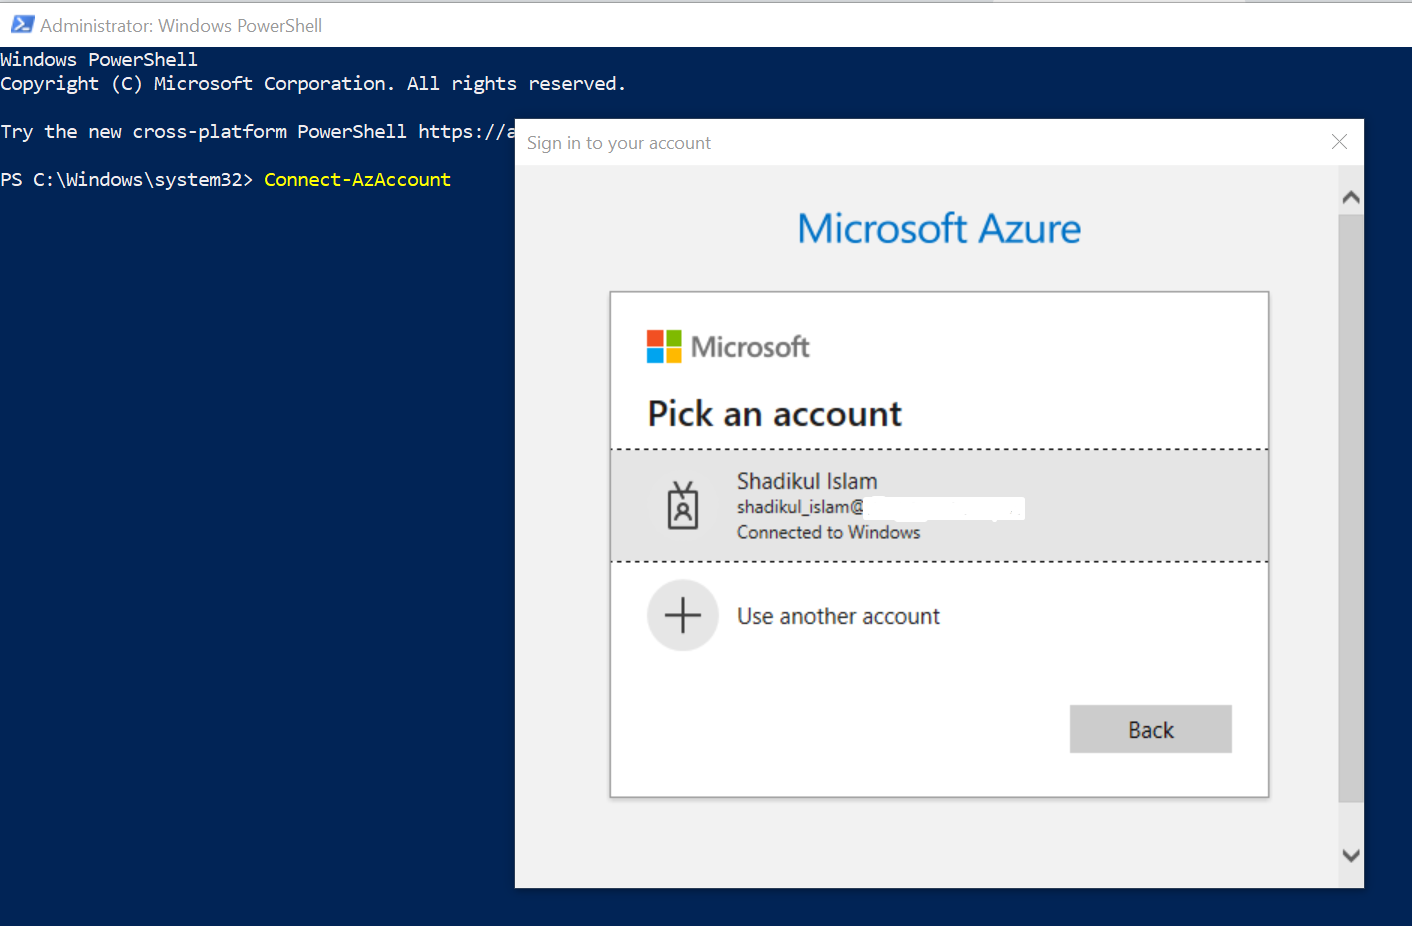 Administrator: Windows PowerShell
Windows PowerShell
Copyright (C) Microsoft Corporation. All rights reserved.
Try the new cross-platform PowerShell https://a
PS C:\Windows\system32> Connect-AzAccount
Sign in to your account
Microsoft Azure
Microsoft
Pick an account
Shadikul Islam
shadikul_islam@
Connected to Windows
Use another account
Back